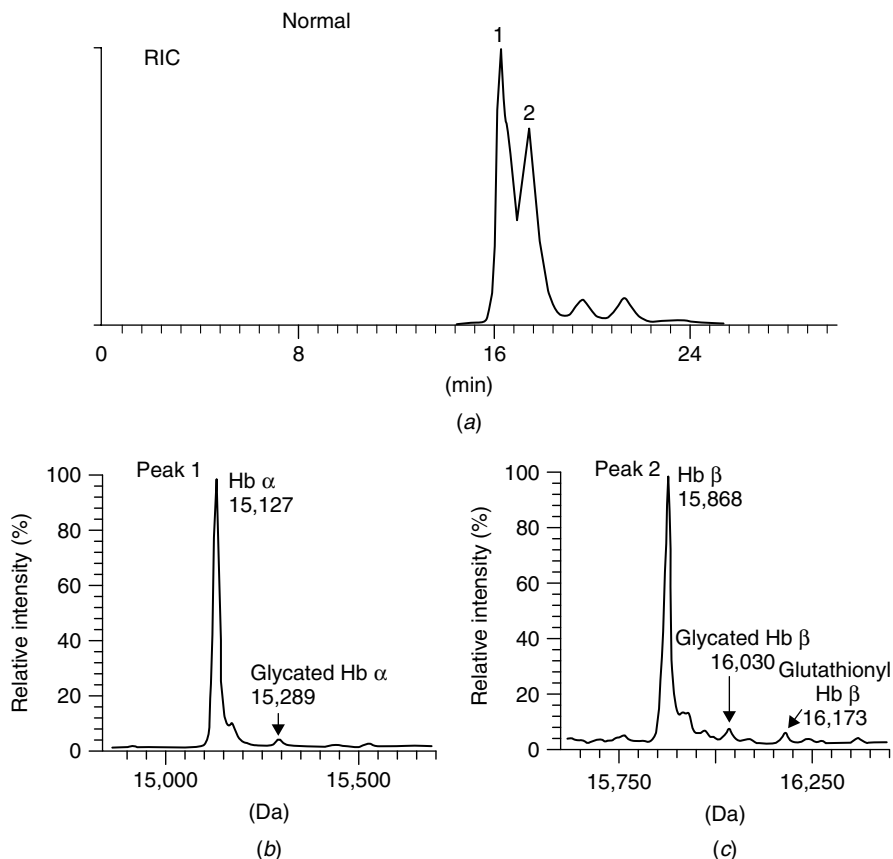 Normal
RIC
1
2
0
8
16
24
(min)
(a)
Peak 1
Hb α
15,127
Glycated Hb α
15,289
Relative intensity (%)
100
80
60
40
20
0
15,000
15,500
(Da)
(b)
Peak 2
Hb β
15,868
Glycated Hb β
16,030
Glutathionyl
Hb β
16,173
Relative intensity (%)
100
80
60
40
20
0
15,750
16,250
(Da)
(c)